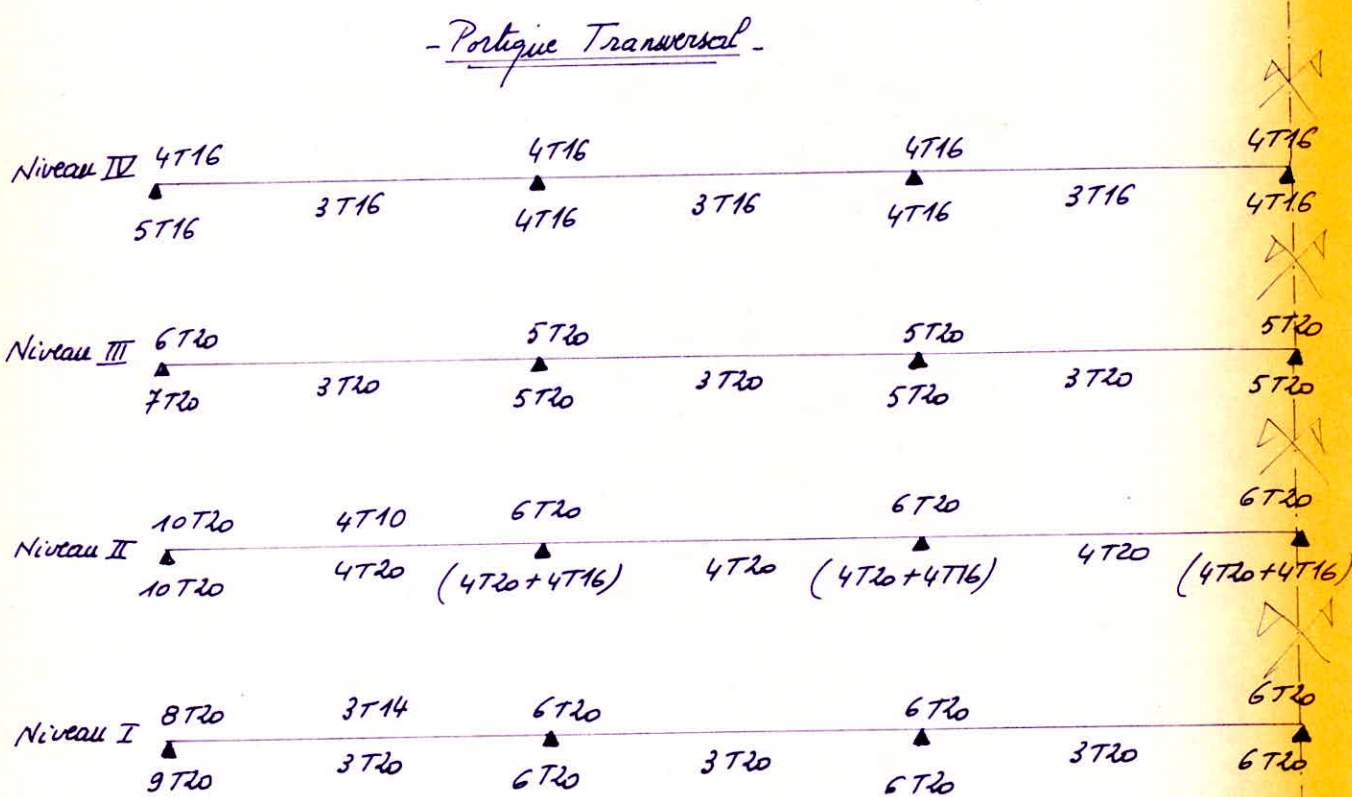 - Portique Transversal -
Niveau IV 4T16 4T16 4T16 4T16
3T16 3T16 3T16
5T16 4T16 4T16 4T16
Niveau III 6T20 5T20 5T20 5T20
3T20 3T20 3T20
7T20 5T20 5T20 5T20
Niveau II 10T20 4T10 6T20 6T20 6T20
10T20 4T20 (4T20+4T16) 4T20 (4T20+4T16) 4T20 (4T20+4T16)
Niveau I 8T20 3T14 6T20 6T20 6T20
9T20 3T20 6T20 3T20 6T20 3T20 6T20